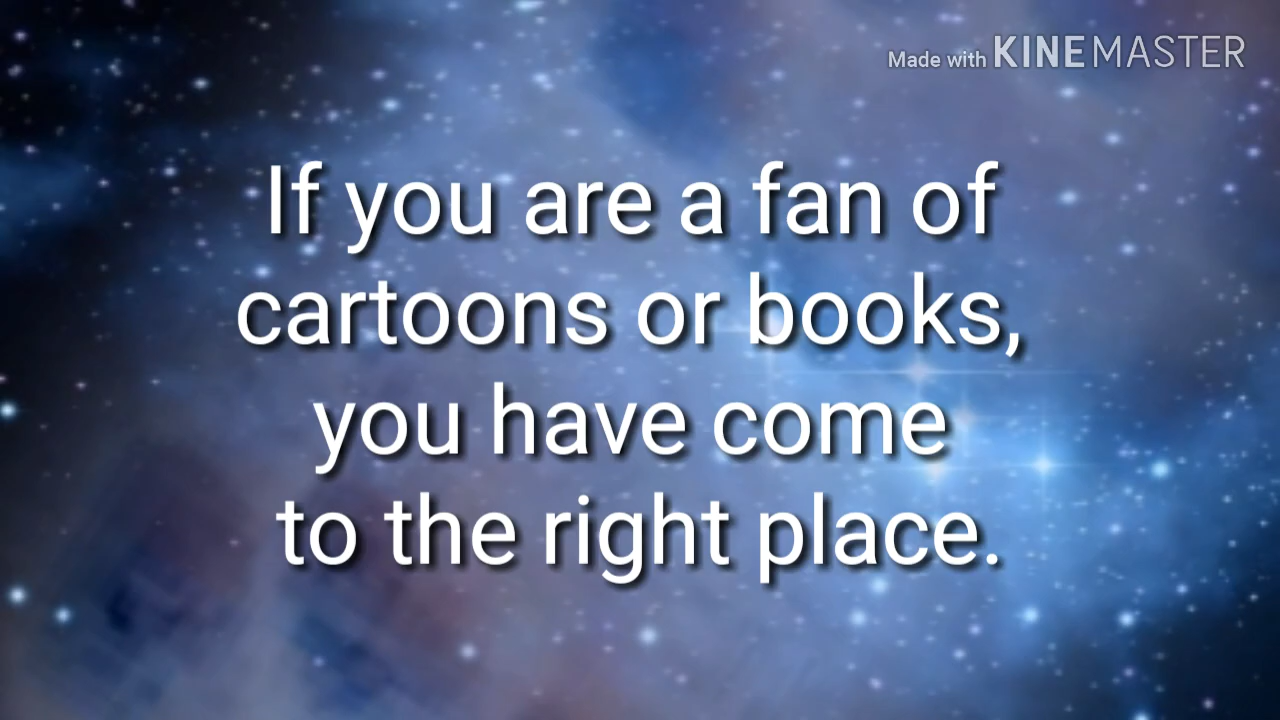 Made with KINEMASTER
If you are a fan of
cartoons or books,
you have come
to the right place.